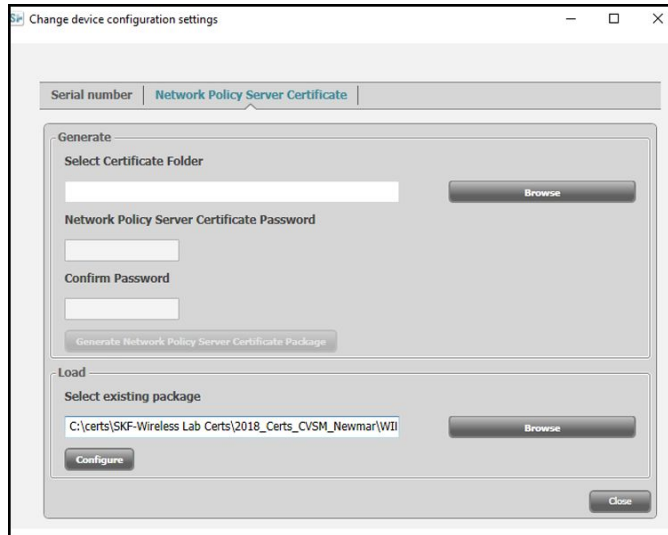 Change device configuration settings
Serial number
Network Policy Server Certificate
Generate
Select Certificate Folder
Browse
Network Policy Server Certificate Password
Confirm Password
Generate Network Policy Server Certificate Package
Load
Select existing package
C:\certs\SKF-Wireless Lab Certs\2018_Certs_CVSM_Newmar\WII
Browse
Configure
Close